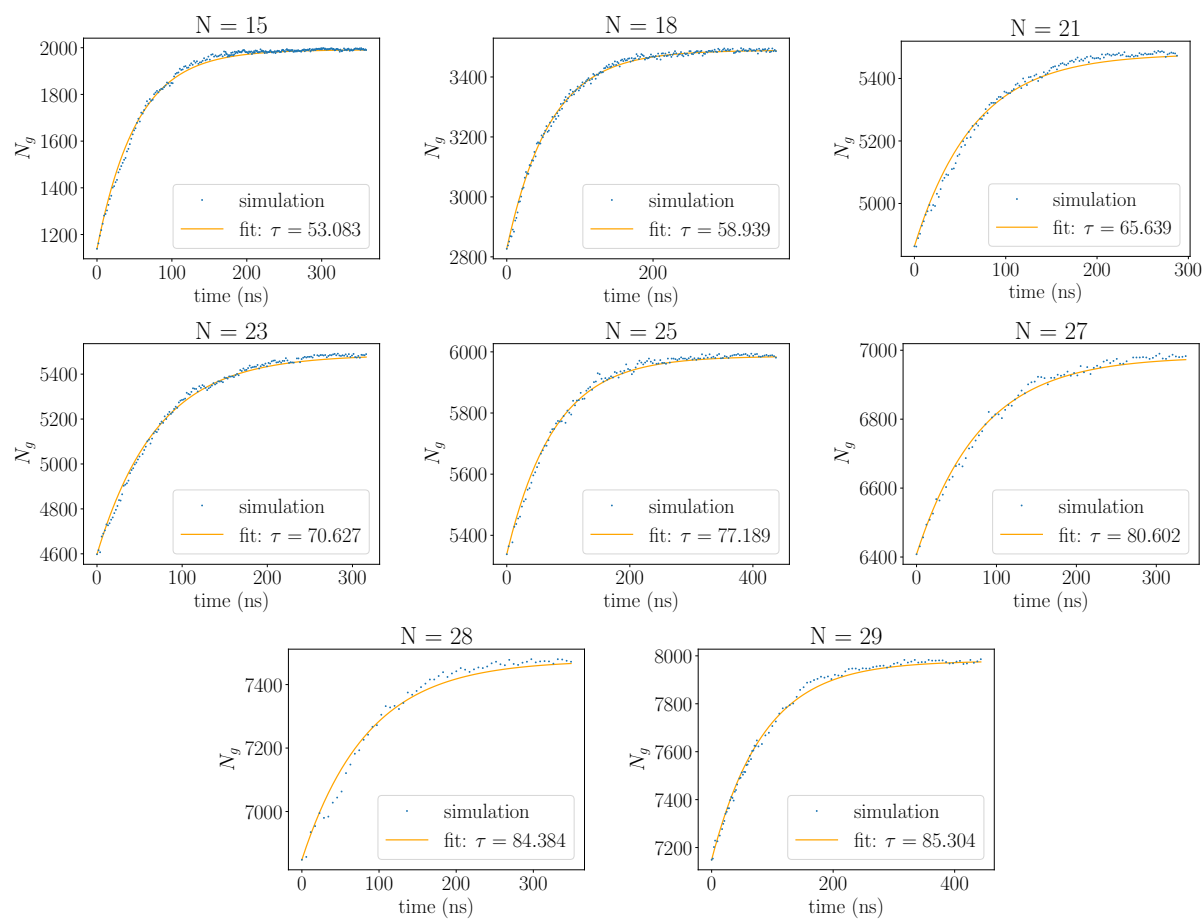 N = 15
2000
1800
1600
1400
1200
N_g
simulation
fit: τ = 53.083
0 100 200 300
time (ns)
N = 18
3400
3200
3000
2800
N_g
simulation
fit: τ = 58.939
0 200
time (ns)
N = 21
5400
5200
5000
N_g
simulation
fit: τ = 65.639
0 100 200 300
time (ns)
N = 23
5400
5200
5000
4800
4600
N_g
simulation
fit: τ = 70.627
0 100 200 300
time (ns)
N = 25
6000
5800
5600
5400
N_g
simulation
fit: τ = 77.189
0 200 400
time (ns)
N = 27
7000
6800
6600
6400
N_g
simulation
fit: τ = 80.602
0 100 200 300
time (ns)
N = 28
7400
7200
7000
N_g
simulation
fit: τ = 84.384
0 100 200 300
time (ns)
N = 29
8000
7800
7600
7400
7200
N_g
simulation
fit: τ = 85.304
0 200 400
time (ns)